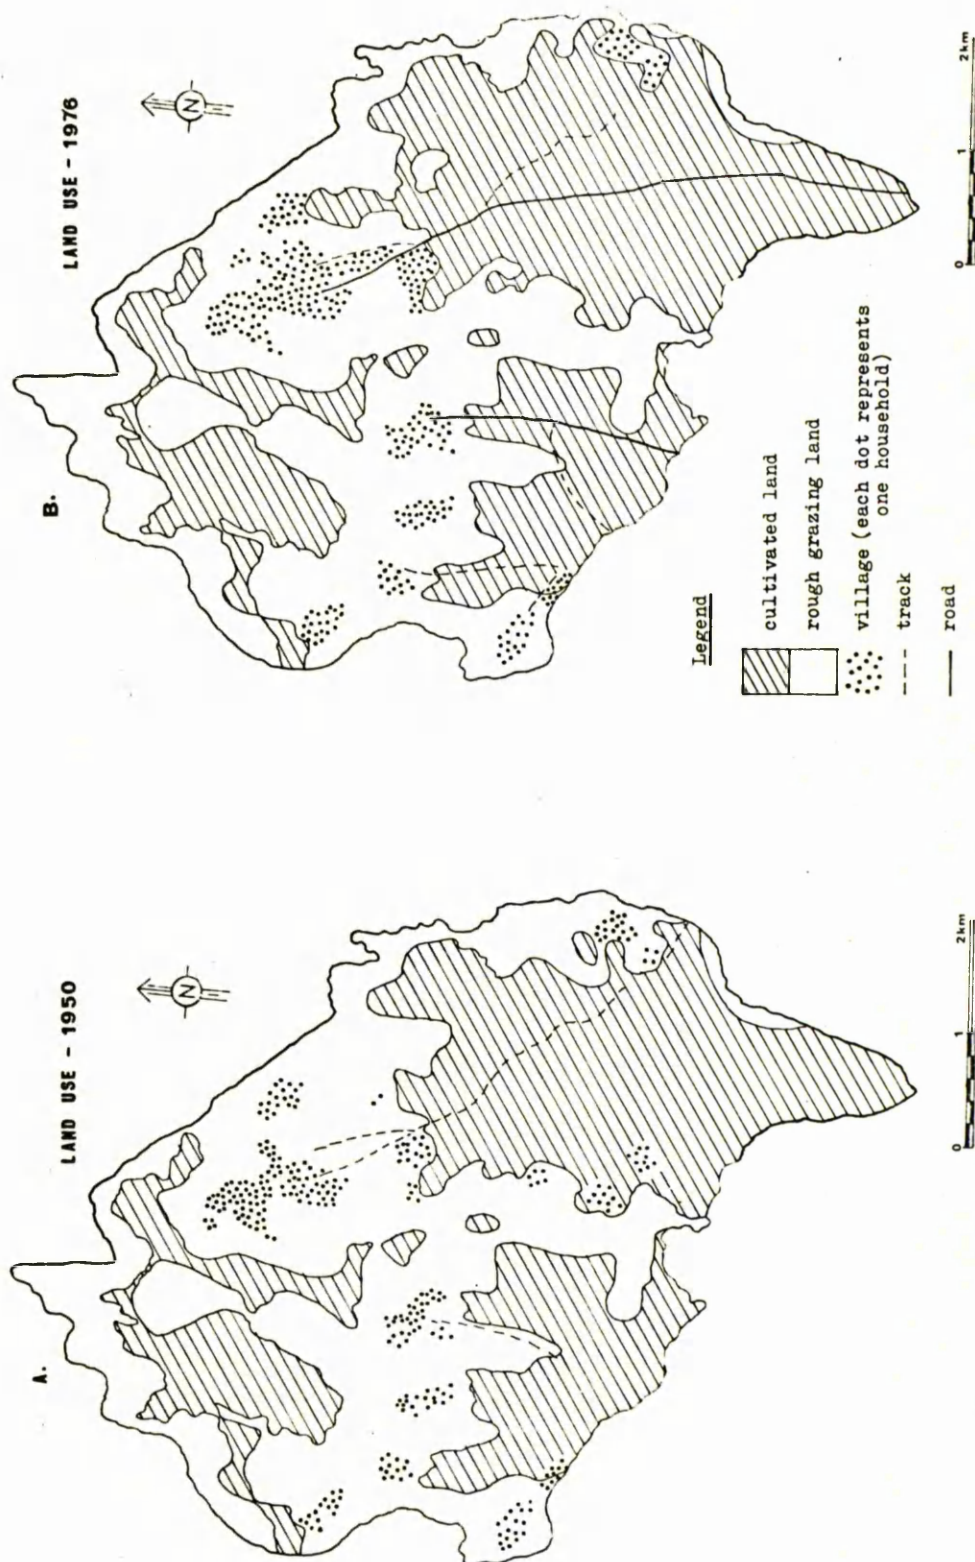 A.
LAND USE - 1950
N
0 1 2km
B.
LAND USE - 1976
N
0 1 2km
Legend
cultivated land
rough grazing land
village (each dot represents
one household)
track
road